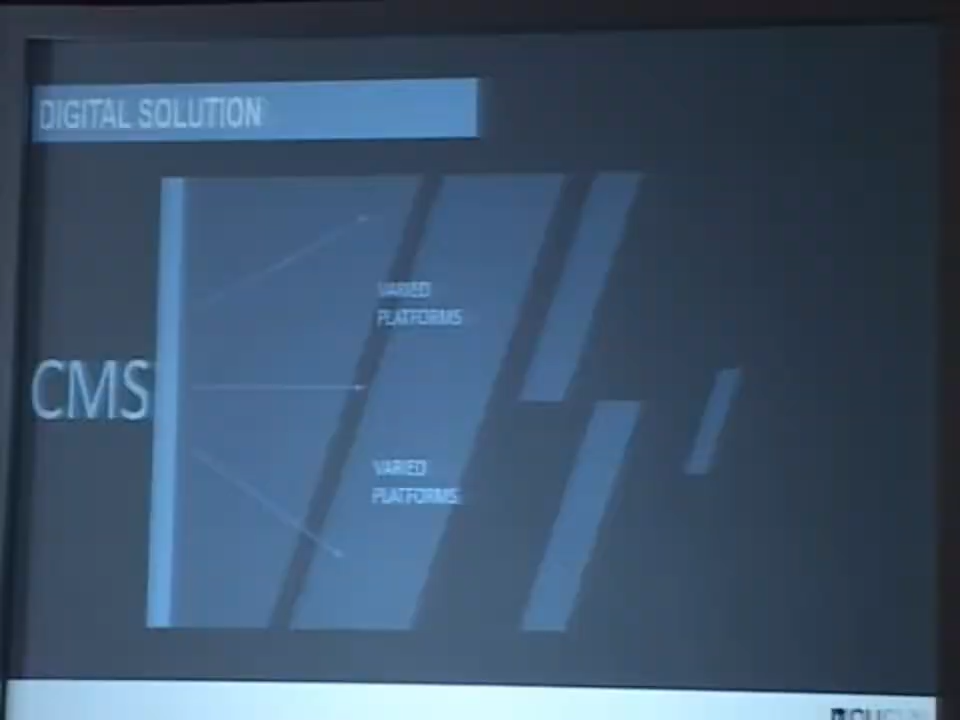 DIGITAL SOLUTION
VARIED
PLATFORMS
CMS
VARIED
PLATFORMS